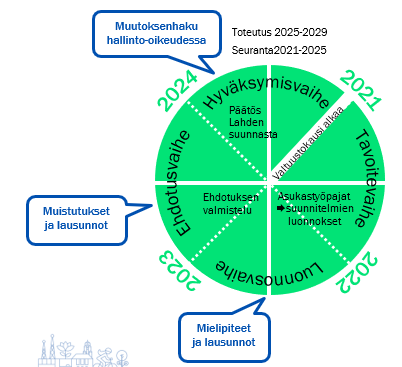 Muutoksenhaku
hallinto-oikeudessa
Toteutus 2025-2029
Seuranta2021-2025
2024
Hyväksymisvaihe
2021
Päätös
Lahden
suunnasta
Valtuustokausi alkaa
Tavoitevaihe
Ehdotusvaihe
Ehdotuksen
valmistelu
Asukastyöpajat
➡suunnitelmien
luonnokset
Muistutukset
ja lausunnot
2023
Luonnosvaihe
2022
Mielipiteet
ja lausunnot